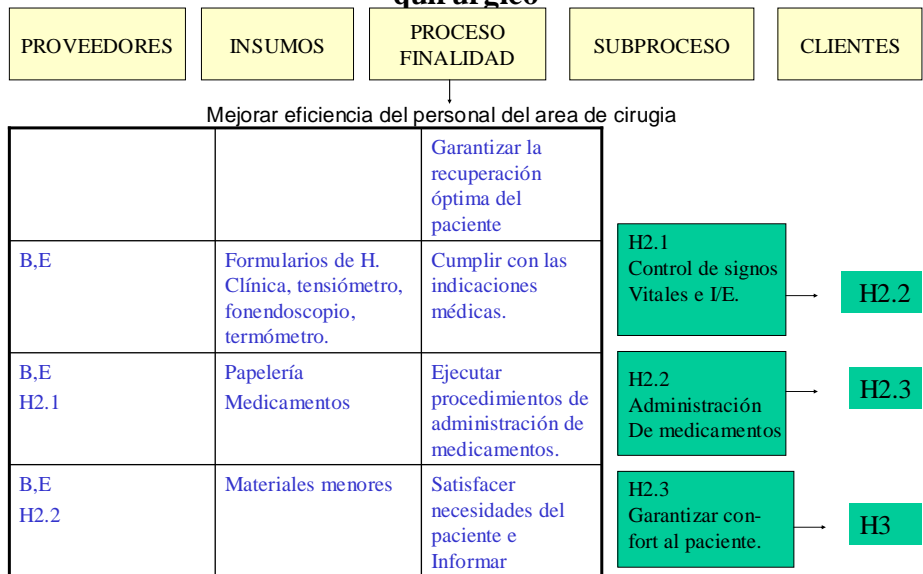 quirúrgico
PROVEEDORES
INSUMOS
PROCESO
FINALIDAD
SUBPROCESO
CLIENTES
Mejorar eficiencia del personal del area de cirugia
Garantizar la
recuperación
óptima del
paciente
B,E
Formularios de H.
Clínica, tensiómetro,
fonendoscopio,
termómetro.
Cumplir con las
indicaciones
médicas.
H2.1
Control de signos
Vitales e I/E.
H2.2
B,E
H2.1
Papelería
Medicamentos
Ejecutar
procedimientos de
administración de
medicamentos.
H2.2
Administración
De medicamentos
H2.3
B,E
H2.2
Materiales menores
Satisfacer
necesidades del
paciente e
Informar
H2.3
Garantizar con-
fort al paciente.
H3